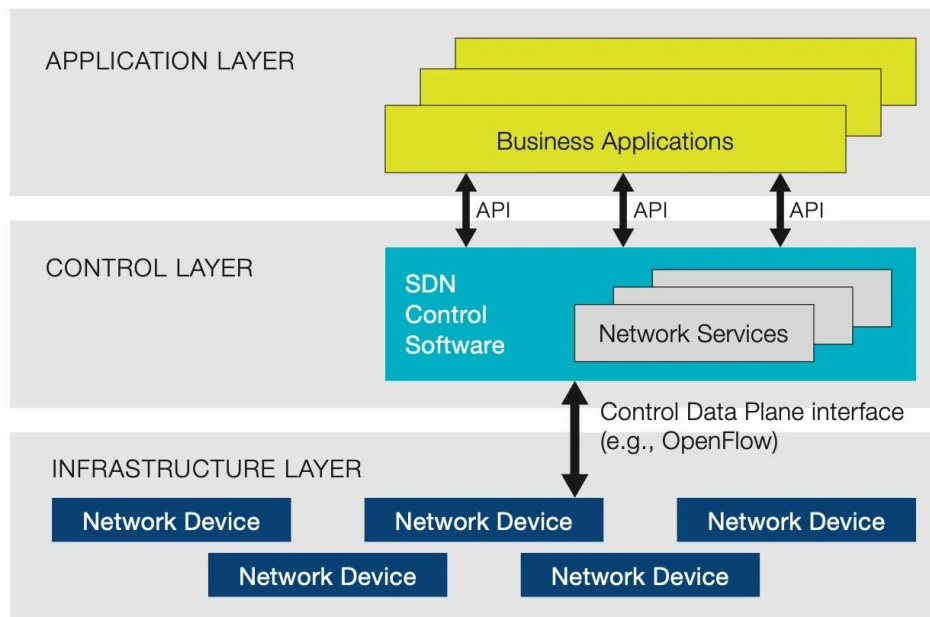 APPLICATION LAYER
Business Applications
API
API
API
CONTROL LAYER
SDN
Control
Software
Network Services
Control Data Plane interface
(e.g., OpenFlow)
INFRASTRUCTURE LAYER
Network Device
Network Device
Network Device
Network Device
Network Device